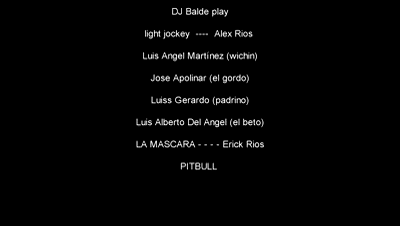 DJ Balde play
light jockey ---- Alex Rios
Luis Angel Martínez (wichin)
Jose Apolinar (el gordo)
Luiss Gerardo (padrino)
Luis Alberto Del Angel (el beto)
LA MASCARA - - - - Erick Rios
PITBULL